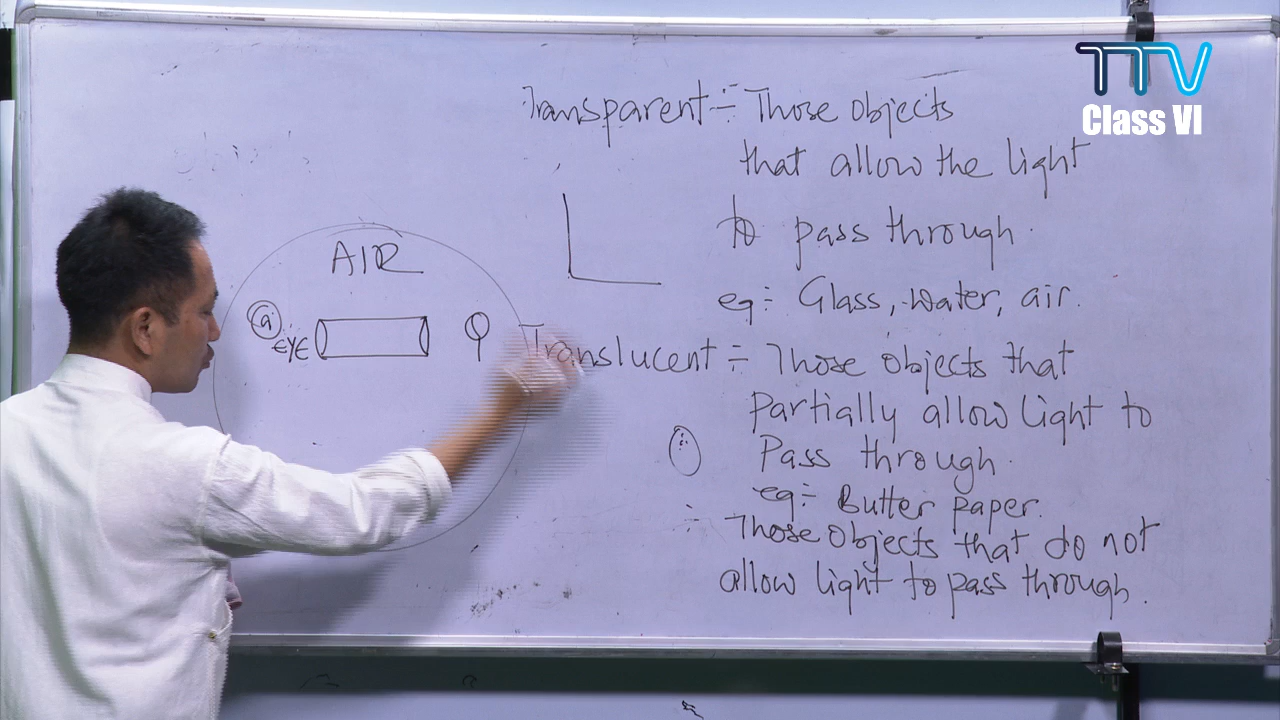 TTV
Class VI
Transparent :- Those objects
that allow the light
to pass through.
eg :- Glass, water, air.
Translucent :- Those objects that
partially allow light to
Pass through.
eg :- Butter paper.
Those objects that do not
allow light to pass through.
AIR
a
EYE